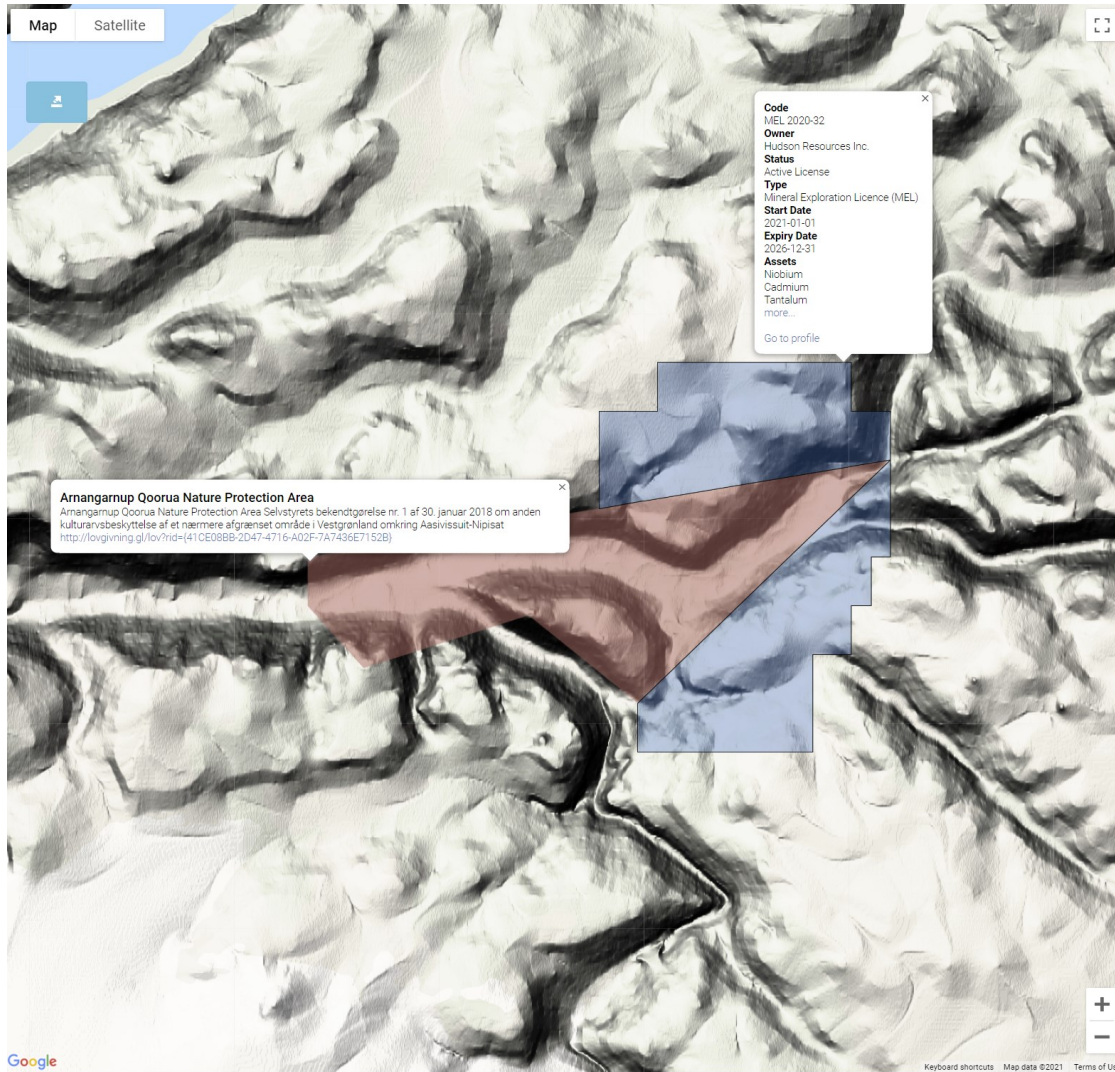 Map
Satellite
Code
MEL 2020-32
Owner
Hudson Resources Inc.
Status
Active License
Type
Mineral Exploration Licence (MEL)
Start Date
2021-01-01
Expiry Date
2026-12-31
Assets
Niobium
Cadmium
Tantalum
more...
Go to profile
Arnangarnup Qoorua Nature Protection Area
Arnangarnup Qoorua Nature Protection Area Selvstyrets bekendtgørelse nr. 1 af 30. januar 2018 om anden
kulturarvsbeskyttelse af et nærmere afgrænset område i Vestgrønland omkring Aasivissuit-Nipisat
http://lovgivning.gl/lov?rid={41CE08BB-2D47-4716-A02F-7A7436E7152B}
Google
Keyboard shortcuts
Map data ©2021
Terms of Us